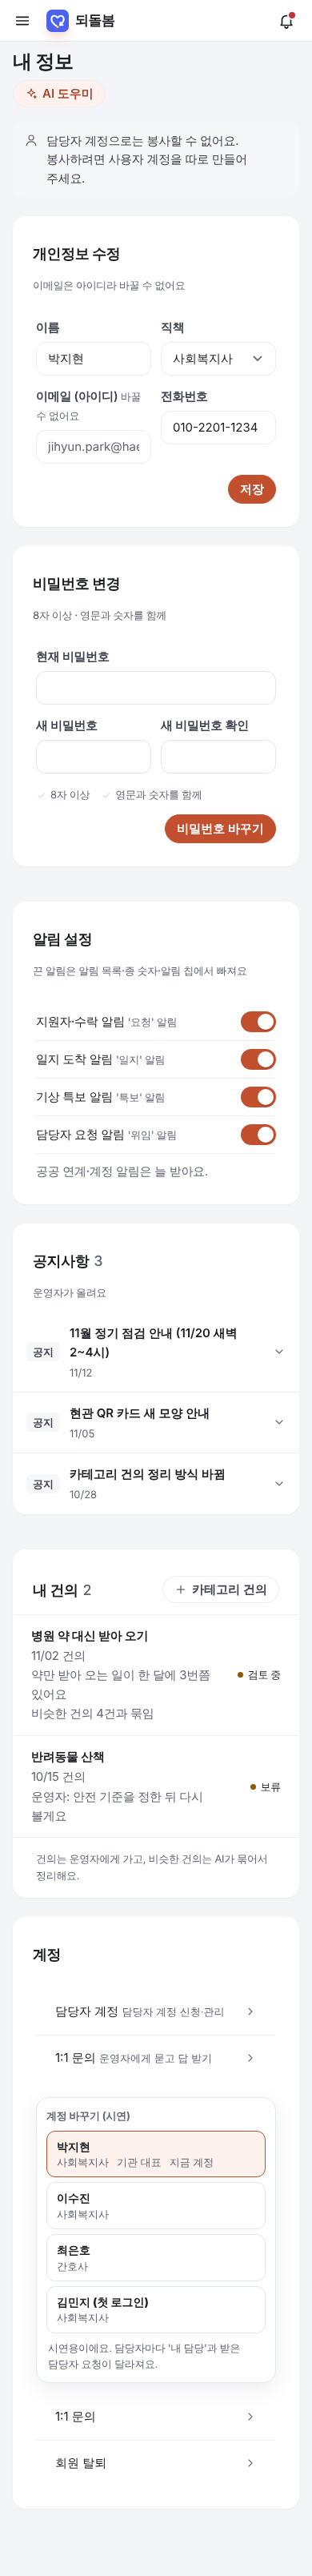 되돌봄
내 정보
AI 도우미
담당자 계정으로는 봉사할 수 없어요.
봉사하려면 사용자 계정을 따로 만들어
주세요.
개인정보 수정
이메일은 아이디라 바꿀 수 없어요
이름
직책
박지현
사회복지사
이메일 (아이디) 바꿀
수 없어요
전화번호
jihyun.park@hae
010-2201-1234
저장
비밀번호 변경
8자 이상 · 영문과 숫자를 함께
현재 비밀번호
새 비밀번호
새 비밀번호 확인
8자 이상
영문과 숫자를 함께
비밀번호 바꾸기
알림 설정
끈 알림은 알림 목록·종 숫자·알림 칩에서 빠져요
지원자·수락 알림 '요청' 알림
일지 도착 알림 '일지' 알림
기상 특보 알림 '특보' 알림
담당자 요청 알림 '위임' 알림
공공 연계·계정 알림은 늘 받아요.
공지사항 3
운영자가 올려요
공지
11월 정기 점검 안내 (11/20 새벽
2~4시)
11/12
공지
현관 QR 카드 새 모양 안내
11/05
공지
카테고리 건의 정리 방식 바뀜
10/28
내 건의 2
카테고리 건의
병원 약 대신 받아 오기
11/02 건의
약만 받아 오는 일이 한 달에 3번쯤
있어요
비슷한 건의 4건과 묶임
검토 중
반려동물 산책
10/15 건의
운영자: 안전 기준을 정한 뒤 다시
볼게요
보류
건의는 운영자에게 가고, 비슷한 건의는 AI가 묶어서
정리해요.
계정
담당자 계정 담당자 계정 신청·관리
1:1 문의 운영자에게 묻고 답 받기
계정 바꾸기 (시연)
박지현
사회복지사 기관 대표 지금 계정
이수진
사회복지사
최은호
간호사
김민지 (첫 로그인)
사회복지사
시연용이에요. 담당자마다 '내 담당'과 받은
담당자 요청이 달라져요.
1:1 문의
회원 탈퇴